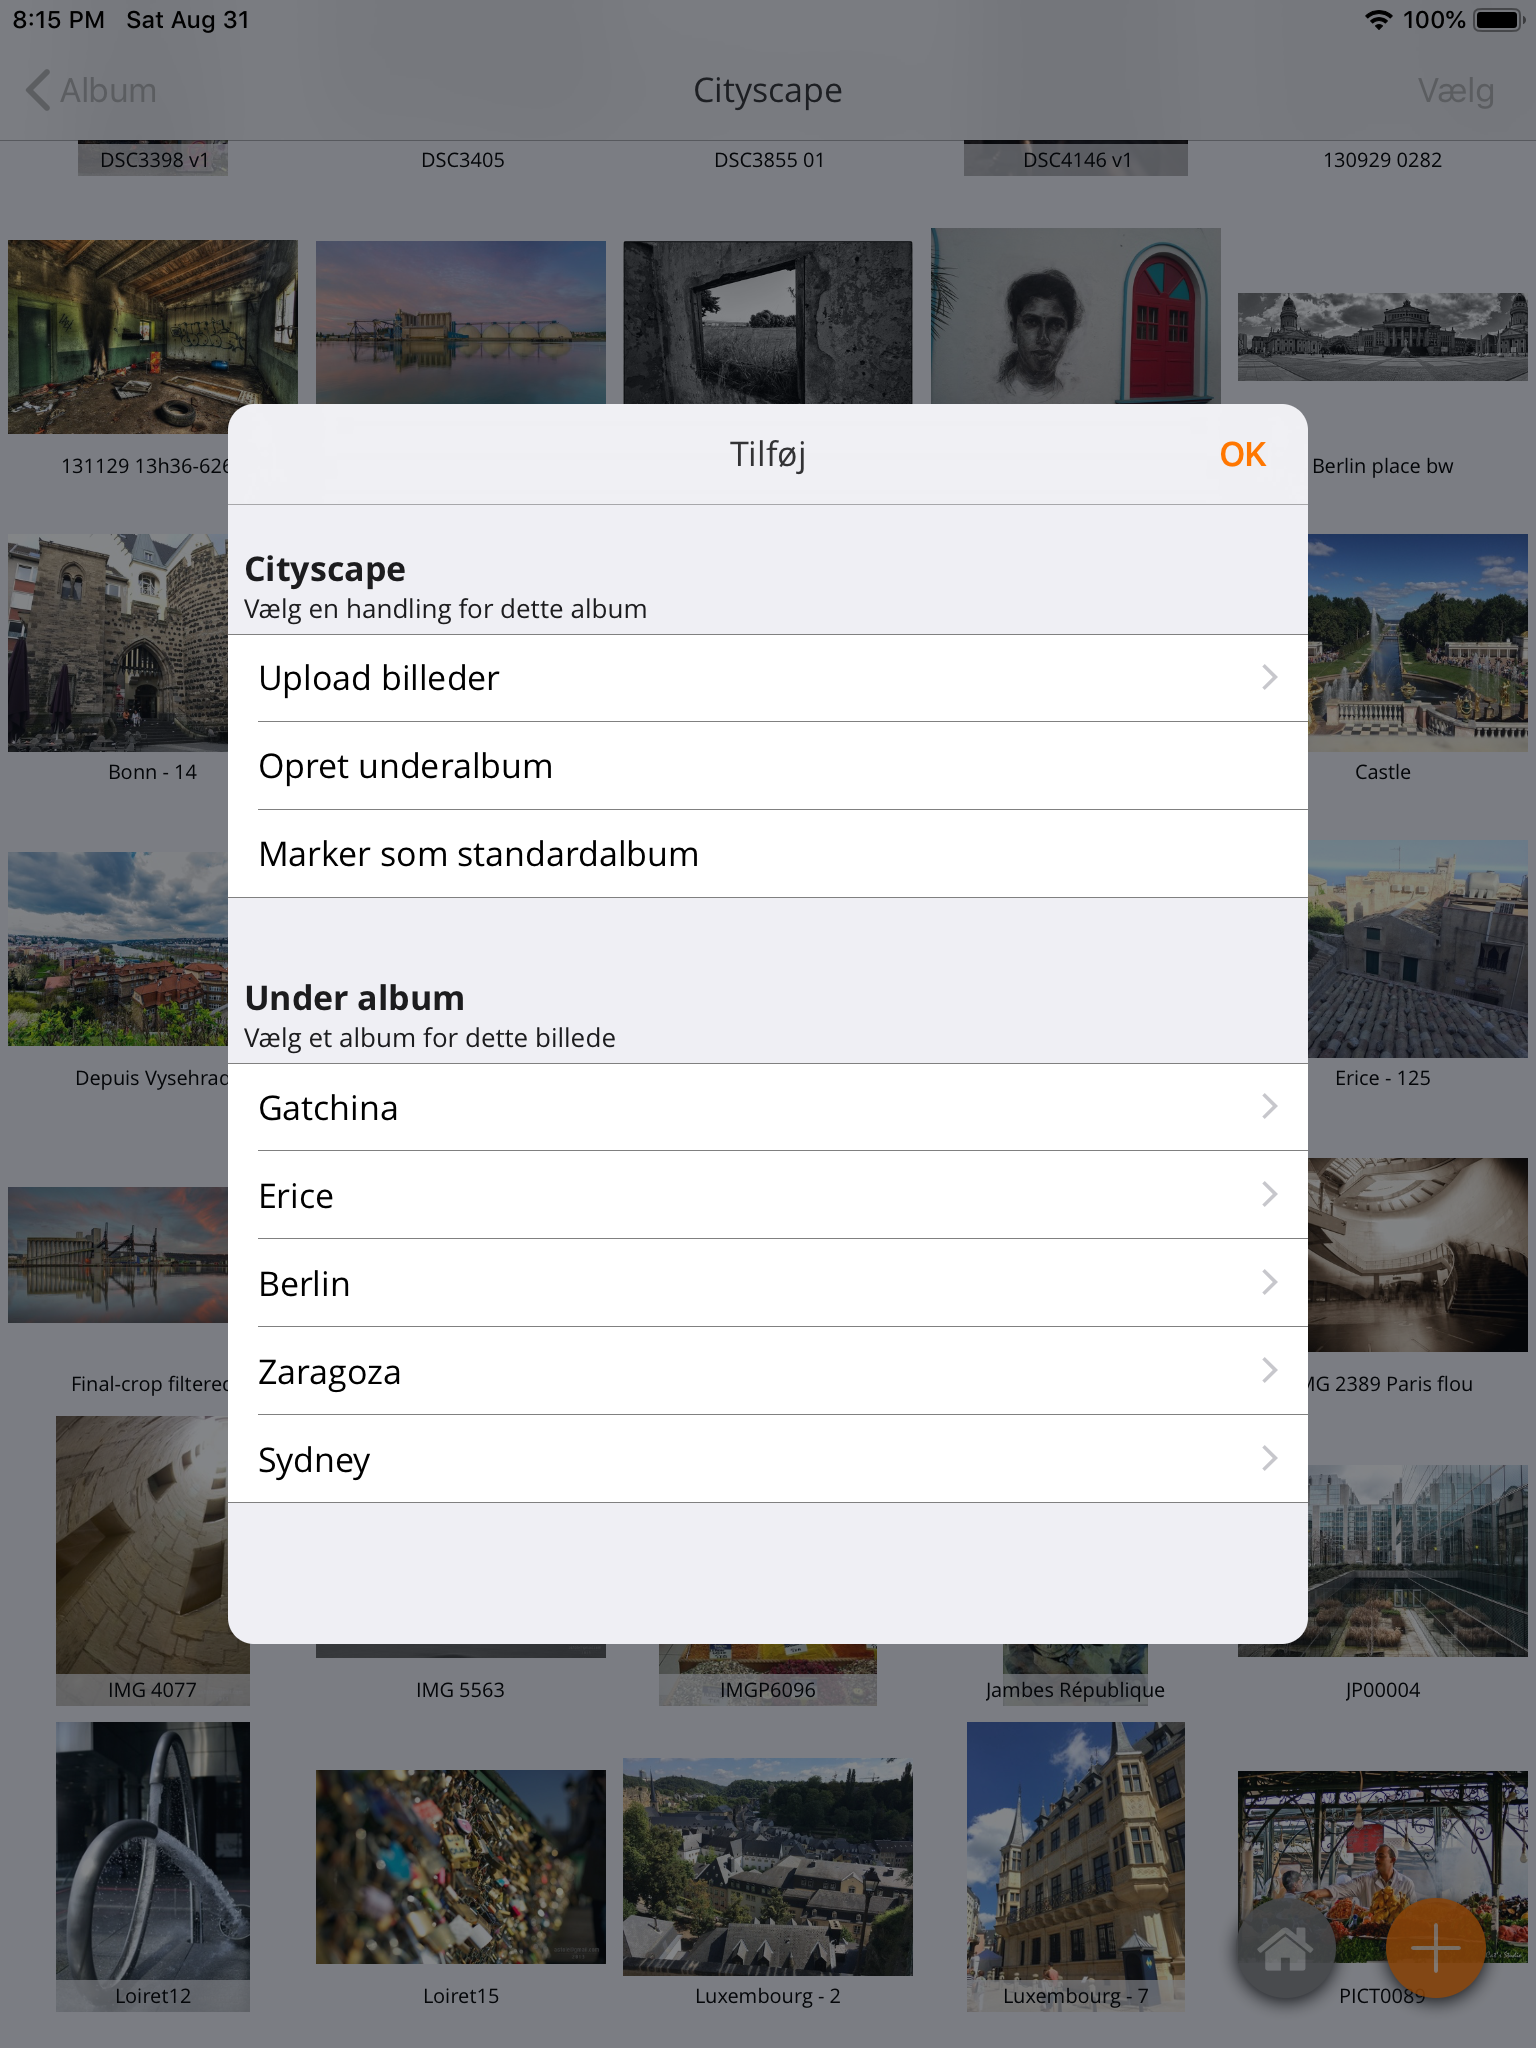 8:15 PM Sat Aug 31
100%
Album
Cityscape
Vælg
DSC3398 v1
DSC3405
DSC3855 01
DSC4146 v1
130929 0282
131129 13h36-626
Berlin place bw
Tilføj
OK
Cityscape
Vælg en handling for dette album
Upload billeder
Opret underalbum
Marker som standardalbum
Bonn - 14
Castle
Under album
Vælg et album for dette billede
Gatchina
Erice
Berlin
Zaragoza
Sydney
Depuis Vysehrad
Erice - 125
Final-crop filtered
MG 2389 Paris flou
IMG 4077
IMG 5563
IMGP6096
Jambes République
JP00004
Loiret12
Loiret15
Luxembourg - 2
Luxembourg - 7
PICT0089